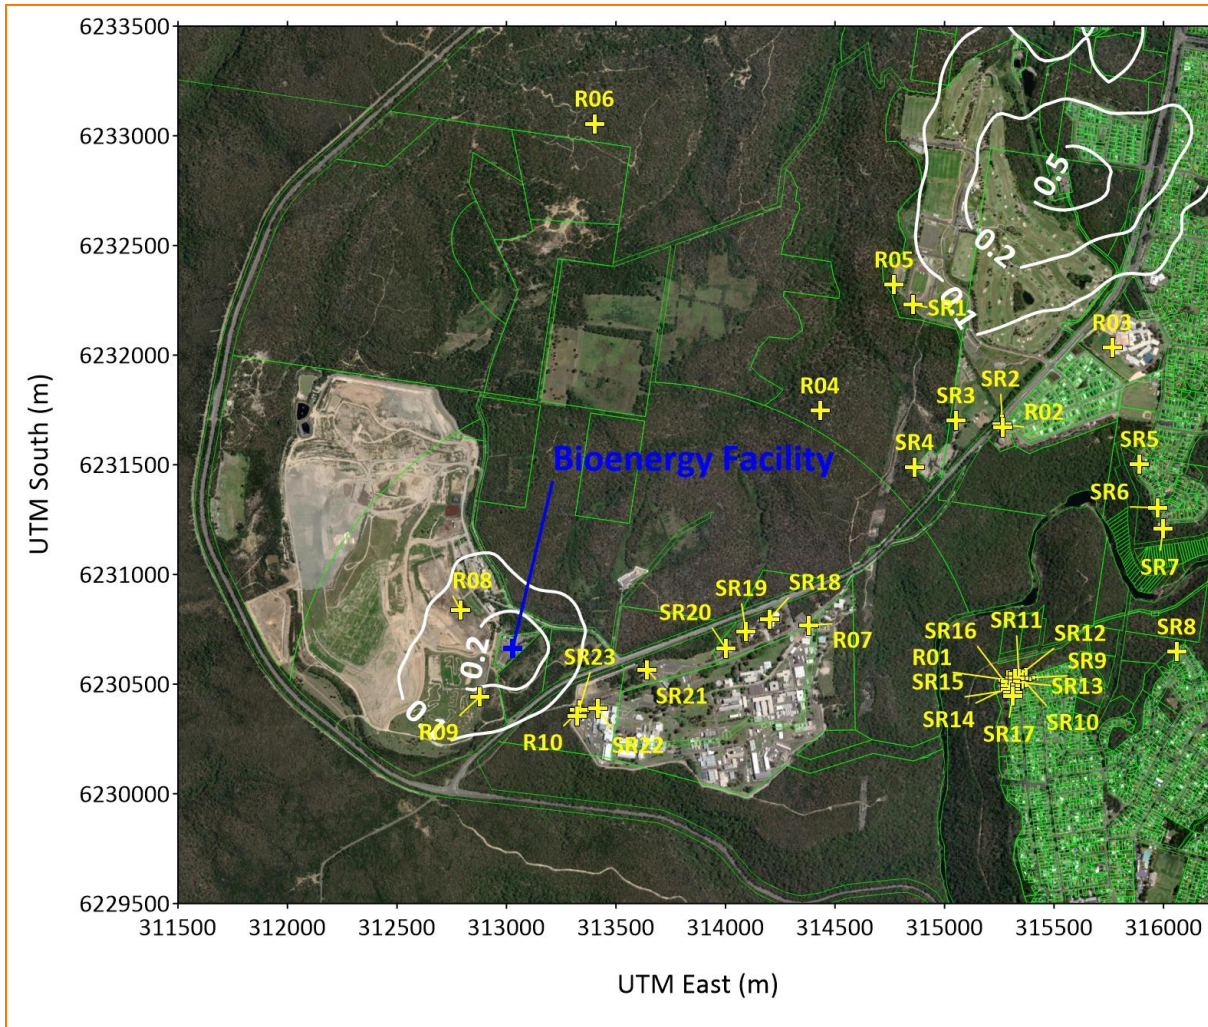 6233500
R06
6233000
0.5
6232500
0.2
R05
0.1
SR1
R03
6232000
UTM South (m)
SR2
R04
SR3
R02
SR4
SR5
6231500
Bioenergy Facility
SR6
SR7
6231000
R08
SR19
SR18
SR20
R07
SR11
SR16
SR12
SR8
R01
SR9
0.2
SR23
SR15
SR13
SR21
6230500
SR14
SR10
SR17
0.1
R09
R10
SR22
6230000
6229500
311500
312000
312500
313000
313500
314000
314500
315000
315500
316000
UTM East (m)